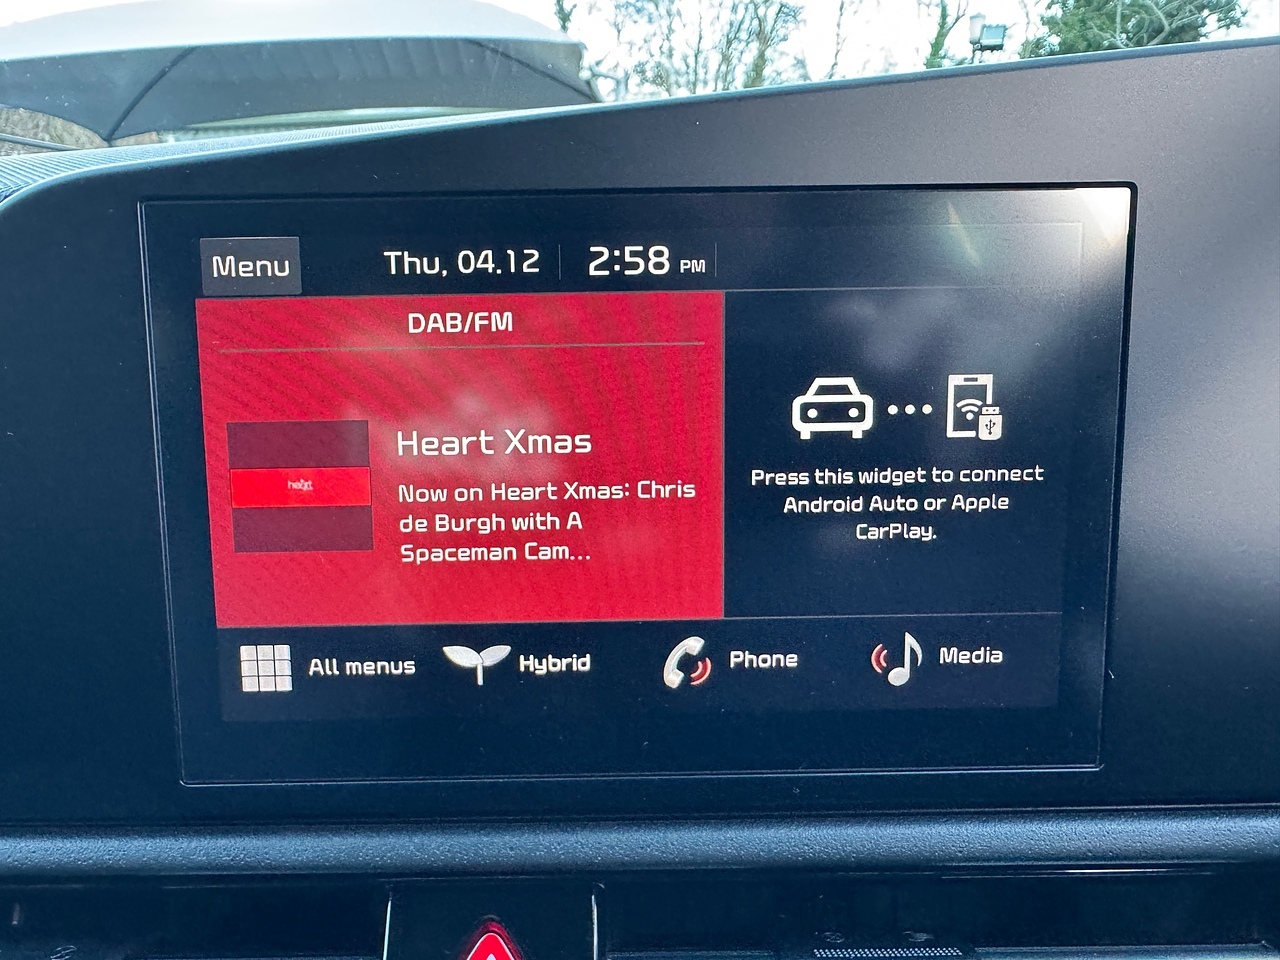 Menu
Thu, 04.12
2:58 PM
DAB/FM
heart
Heart Xmas
Now on Heart Xmas: Chris
de Burgh with A
Spaceman Cam...
Press this widget to connect
Android Auto or Apple
CarPlay.
All menus
Hybrid
Phone
Media